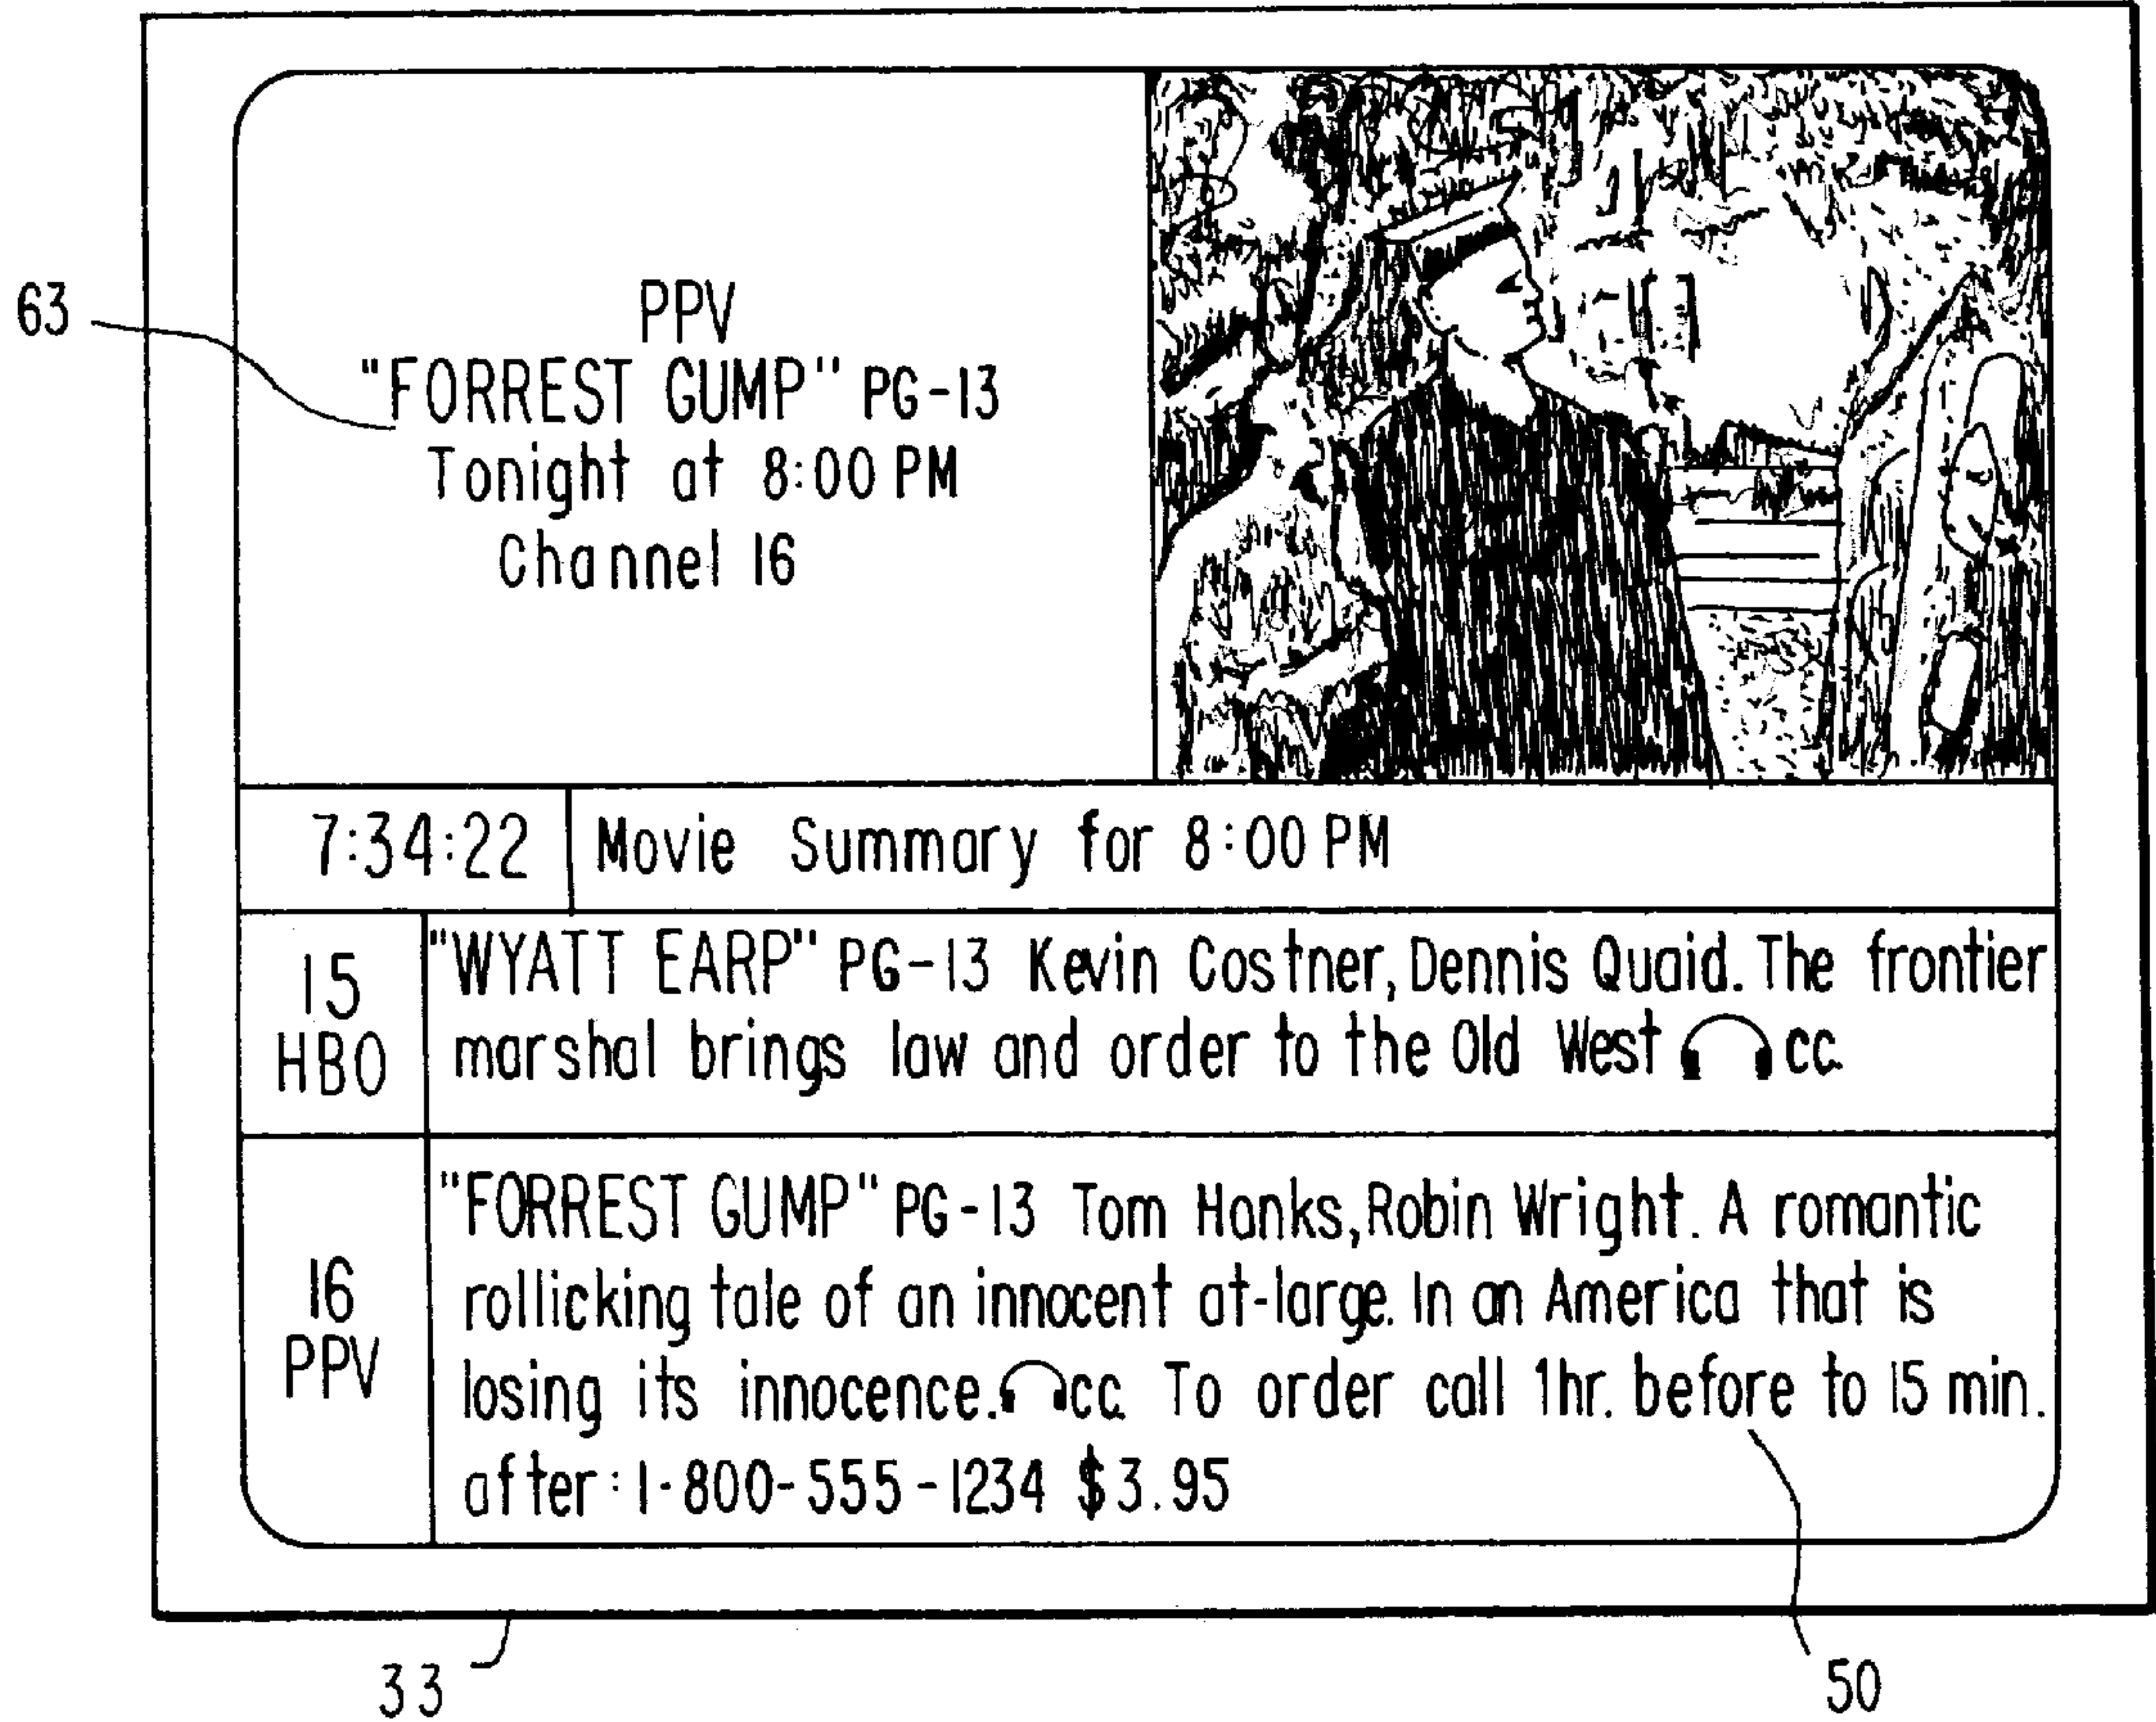 63
PPV
"FORREST GUMP" PG-13
Tonight at 8:00 PM
Channel 16
7:34:22
Movie Summary for 8:00 PM
15
HBO
"WYATT EARP" PG-13 Kevin Costner, Dennis Quaid. The frontier
marshal brings law and order to the Old West cc.
16
PPV
"FORREST GUMP" PG-13 Tom Hanks, Robin Wright. A romantic
rollicking tale of an innocent at-large. In an America that is
losing its innocence. cc. To order call 1hr. before to 15 min.
after: 1-800-555-1234 $3.95
33
50